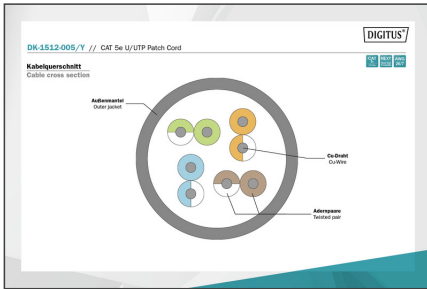 DIGITUS®
DK-1512-005/Y // CAT 5e U/UTP Patch Cord
Kabelquerschnitt
Cable cross section
Außenmantel
Outer jacket
Cu-Draht
Cu-Wire
Adernpaare
Twisted pair